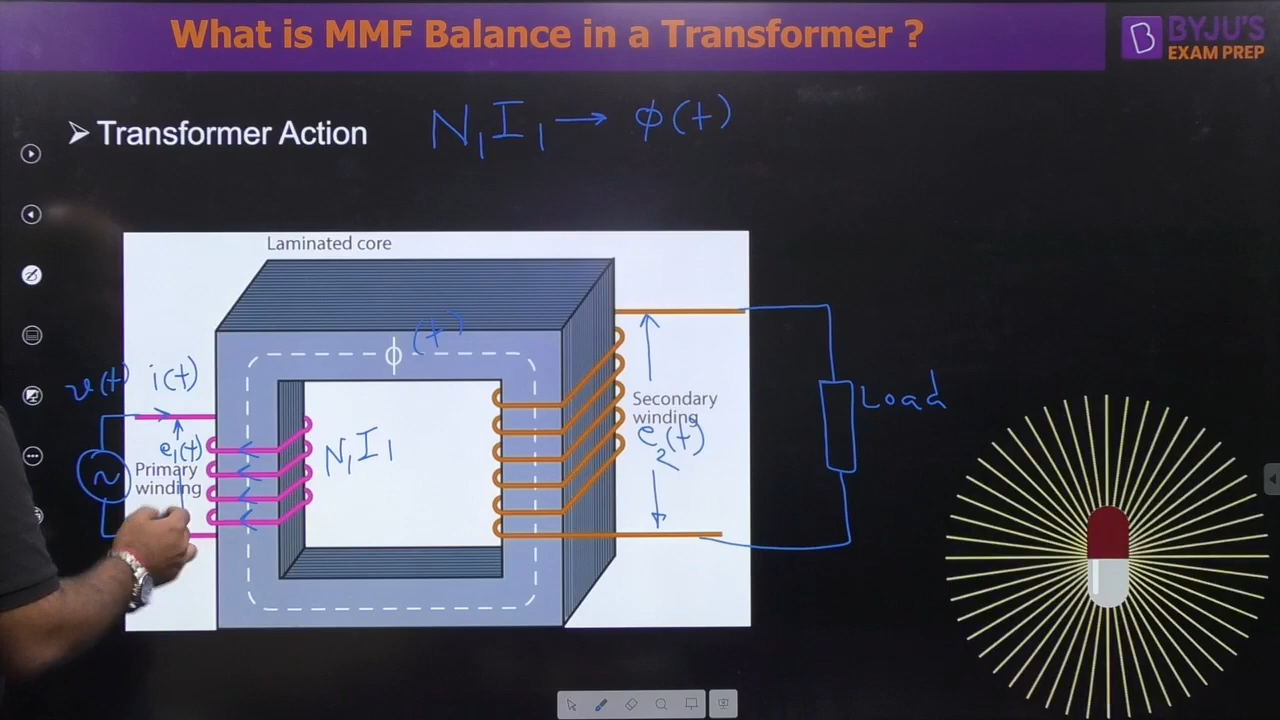 What is MMF Balance in a Transformer ?
BYJU'S
EXAM PREP
➤ Transformer Action
N₁I₁ → ϕ(t)
Laminated core
ϕ (t)
v(t) i(t)
e₁(t)
Primary
winding
N₁I₁
Secondary
winding
e₂(t)
Load